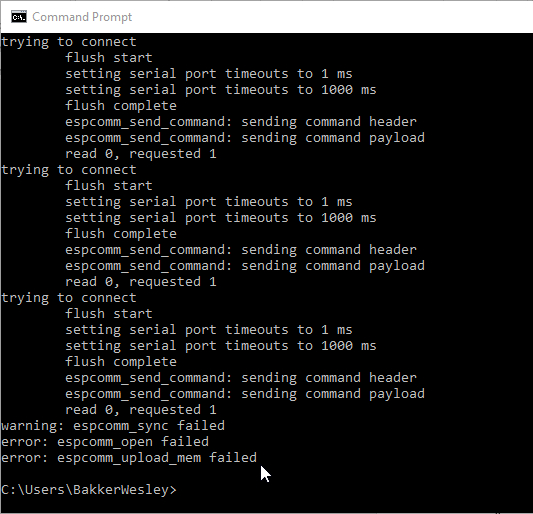 Command Prompt
trying to connect
flush start
setting serial port timeouts to 1 ms
setting serial port timeouts to 1000 ms
flush complete
espcomm_send_command: sending command header
espcomm_send_command: sending command payload
read 0, requested 1
trying to connect
flush start
setting serial port timeouts to 1 ms
setting serial port timeouts to 1000 ms
flush complete
espcomm_send_command: sending command header
espcomm_send_command: sending command payload
read 0, requested 1
trying to connect
flush start
setting serial port timeouts to 1 ms
setting serial port timeouts to 1000 ms
flush complete
espcomm_send_command: sending command header
espcomm_send_command: sending command payload
read 0, requested 1
warning: espcomm_sync failed
error: espcomm_open failed
error: espcomm_upload_mem failed
C:\Users\BakkerWesley>